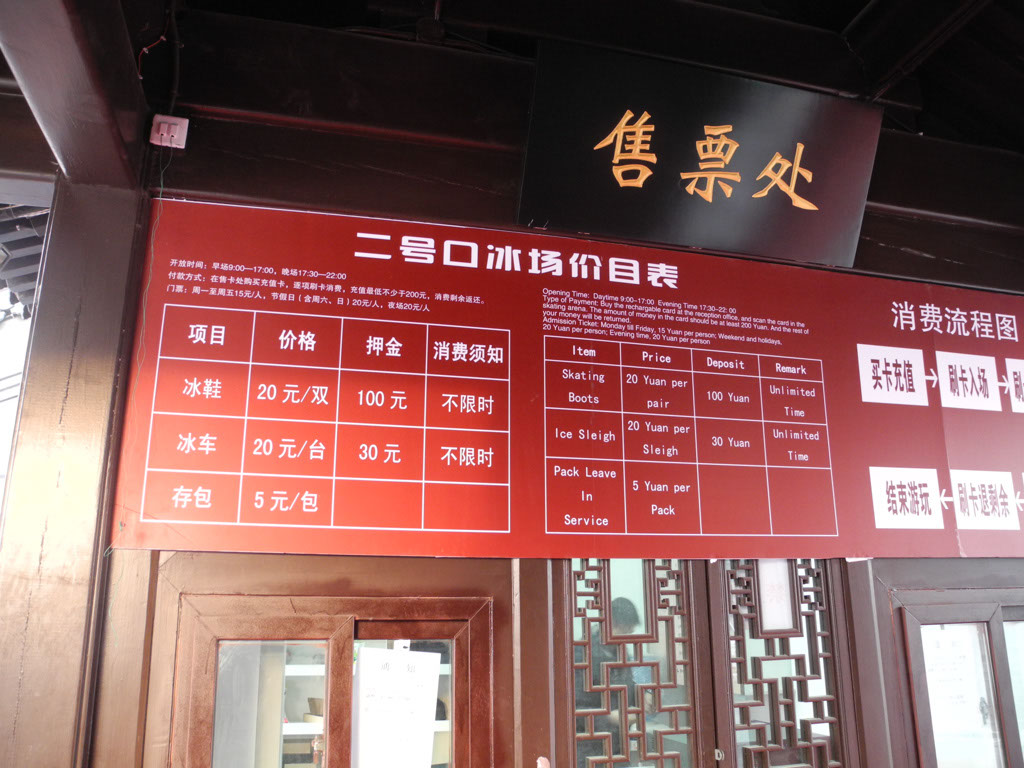 售票处
二号口冰场价目表
开放时间：早场9:00—17:00，晚场17:30—22:00
付款方式：在售卡处购买充值卡，逐项刷卡消费，充值最低不少于200元，消费剩余返还。
门票：周一至周五15元/人，节假日（含周六、日）20元/人，夜场20元/人
项目 价格 押金 消费须知
冰鞋 20元/双 100元 不限时
冰车 20元/台 30元 不限时
存包 5元/包
Opening Time: Daytime 9:00-17:00 Evening Time 17:30-22:00
Type of Payment: Buy the rechargable card at the reception office, and scan the card in the
skating arena. The amount of money in the card should be at least 200 Yuan. And the rest of
your money will be returned.
Admission Ticket: Monday till Friday, 15 Yuan per person; Weekend and holidays,
20 Yuan per person; Evening time, 20 Yuan per person
Item Price Deposit Remark
Skating Boots 20 Yuan per pair 100 Yuan Unlimited Time
Ice Sleigh 20 Yuan per Sleigh 30 Yuan Unlimited Time
Pack Leave In Service 5 Yuan per Pack
消费流程图
买卡充值 刷卡入场 刷
结束游玩 刷卡退剩余